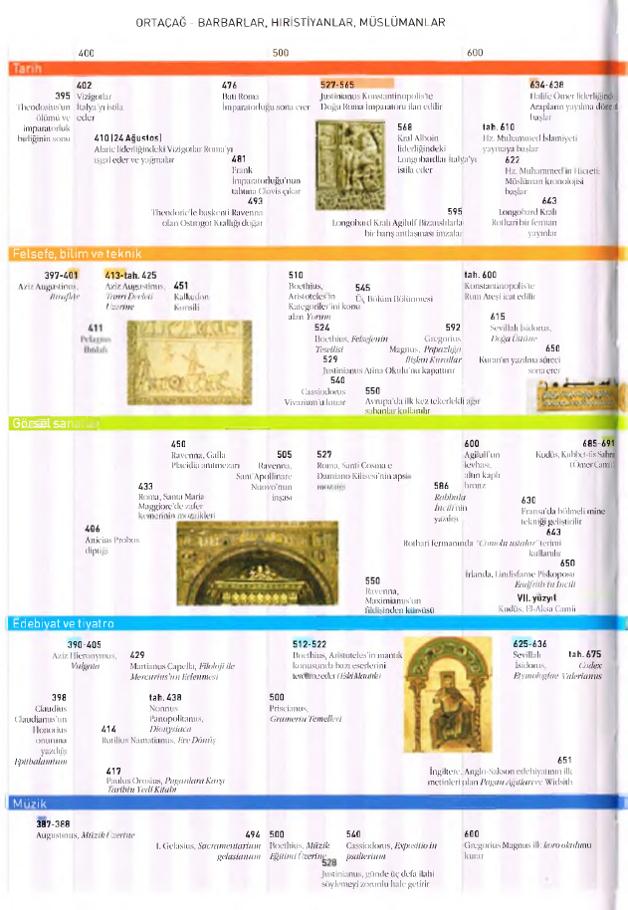 ORTAÇAĞ - BARBARLAR, HIRİSTİYANLAR, MÜSLÜMANLAR
400
500
600
Tarih
395
Theodosius'un
ölümü ve
imparatorluk
birliğinin sonu
402
Vizigotlar
İtalya'yı istila
eder
410 (24 Ağustos)
Alaric liderliğindeki Vizigotlar Roma'yı
işgal eder ve yağmalar
476
Batı Roma
İmparatorluğu sona erer
481
Frank
İmparatorluğu'nun
tahtına Clovis çıkar
493
Theodoric'le başkenti Ravenna
olan Ostrogot Krallığı doğar
527-565
Justinianus Konstantinopolis'te
Doğu Roma İmparatoru ilan edilir
568
Kral Alboin
liderliğindeki
Longobardlar İtalya'yı
istila eder
595
Longobard Kralı Agilulf Bizanslılarla
bir barış antlaşması imzalar
tah. 610
Hz. Muhammed İslamiyeti
yaymaya başlar
622
Hz. Muhammed'in Hicreti:
Müslüman kronolojisi
başlar
634-638
Halife Ömer liderliğinde
Arapların yayılma
başlar
643
Longobard Kralı
Rothari bir ferman
yayınlar
Felsefe, bilim ve teknik
397-401
Aziz Augustinus,
İtiraflar
413-tah. 425
Aziz Augustinus,
Tanrı Devleti
Üzerine
411
Pelagius
451
Kalkedon
Konsili
510
Boethius,
Aristoteles'in
Kategoriler'ini konu
alan Yorum
545
Üç Bölüm Bölünmesi
524
Boethius, Felsefenin
Tesellisi
592
Gregorius
Magnus, Papazlığa
İlişkin Kurallar
529
Justinianus Atina Okulu'nu kapattırır
540
Cassiodorus
Vivarium'u kurar
550
Avrupa'da ilk kez tekerlekli ağır
sabanlar kullanılır
tah. 600
Konstantinopolis'te
Rum Ateşi icat edilir
615
Sevillalı Isidorus,
Doğa Üstüne
650
Kuran'ın yazılma süreci
sona erer
Görsel sanatlar
450
Ravenna, Galla
Placidia anıtmezarı
433
Roma, Santa Maria
Maggiore'de zafer
kemerinin mozaikleri
406
Anicius Probus
diptiği
505
Ravenna,
Sant'Apollinare
Nuovo'nun
inşası
527
Roma, Santi Cosma e
Damiano Kilisesi'nin apsis
mozaiği
550
Ravenna,
Maximianus'un
fildişinden kürsüsü
586
Rabbula
İncili'nin
yazılışı
600
Agilulf'un
levhası,
altın kaplı
bronz
685-691
Kudüs, Kubbet-üs Sahra
(Ömer Camii)
630
Fransa'da bölmeli mine
tekniği geliştirilir
643
Rothari fermanında "Comolu ustalar" terimi
kullanılır
650
İrlanda, Lindisfarne Piskoposu
Eadfrith'in İncili
VII. yüzyıl
Kudüs, El-Aksa Camii
Edebiyat ve tiyatro
390-405
Aziz Hieronymus,
Vulgata
398
Claudius
Claudianus'un
Honorius
onuruna
yazdığı
Epithalamium
429
Martianus Capella, Filoloji ile
Mercurius'un Evlenmesi
tah. 438
Nonnus
Panopolitanus,
Dionysiaca
414
Rutilius Namatianus, Eve Dönüş
417
Paulus Orosius, Paganlara Karşı
Tarihin Yedi Kitabı
512-522
Boethius, Aristoteles'in mantık
konusunda bazı eserlerini
tercüme eder (Eski Mantık)
500
Priscianus,
Gramerin Temelleri
625-636
Sevillalı
Isidorus,
Etymologiae
tah. 675
Codex
Valerianus
651
İngiltere, Anglo-Sakson edebiyatının ilk
metinleri olan Pagan Ağıtları ve Widsith
Müzik
387-388
Augustinus, Müzik Üzerine
494
I. Gelasius, Sacramentarium
gelasianum
500
Boethius, Müzik
Eğitimi Üzerine
528
Justinianus, günde üç defa ilahi
söylemeyi zorunlu hale getirir
540
Cassiodorus, Expositio in
psalterium
600
Gregorius Magnus ilk koro okulunu
kurar